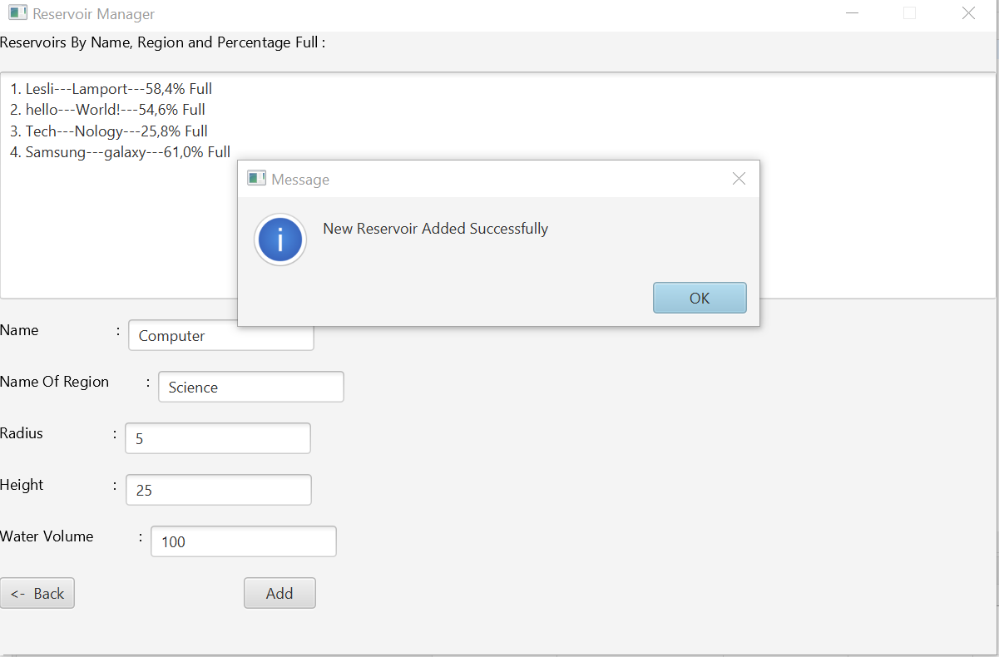 Reservoir Manager
Reservoirs By Name, Region and Percentage Full :
1. Lesli---Lamport---58,4% Full
2. hello---World!---54,6% Full
3. Tech---Nology---25,8% Full
4. Samsung---galaxy---61,0% Full
Message
New Reservoir Added Successfully
OK
Name : Computer
Name Of Region : Science
Radius : 5
Height : 25
Water Volume : 100
<- Back Add